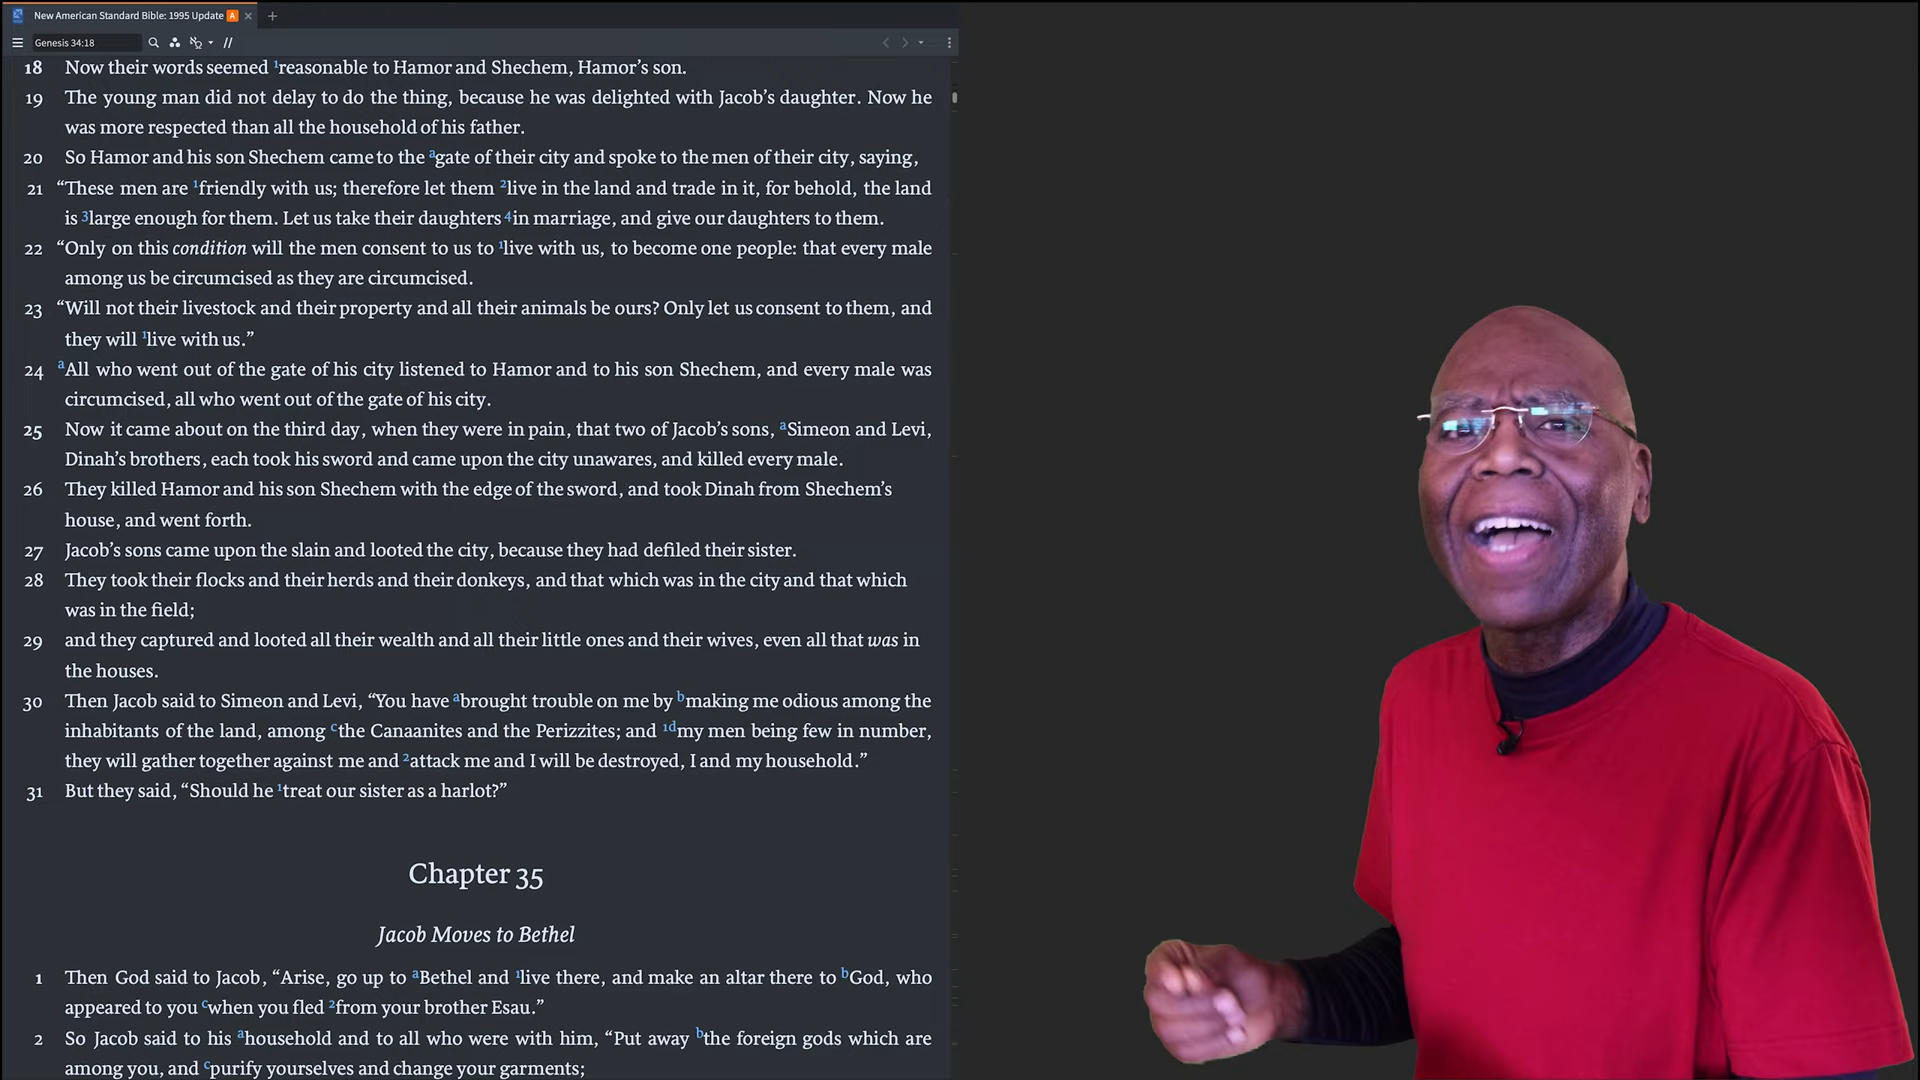 New American Standard Bible: 1995 Update A
Genesis 34:18
18 Now their words seemed 1reasonable to Hamor and Shechem, Hamor’s son.
19 The young man did not delay to do the thing, because he was delighted with Jacob’s daughter. Now he
was more respected than all the household of his father.
20 So Hamor and his son Shechem came to the agate of their city and spoke to the men of their city, saying,
21 “These men are 1friendly with us; therefore let them 2live in the land and trade in it, for behold, the land
is 3large enough for them. Let us take their daughters 4in marriage, and give our daughters to them.
22 “Only on this condition will the men consent to us to 1live with us, to become one people: that every male
among us be circumcised as they are circumcised.
23 “Will not their livestock and their property and all their animals be ours? Only let us consent to them, and
they will 1live with us.”
24 aAll who went out of the gate of his city listened to Hamor and to his son Shechem, and every male was
circumcised, all who went out of the gate of his city.
25 Now it came about on the third day, when they were in pain, that two of Jacob’s sons, aSimeon and Levi,
Dinah’s brothers, each took his sword and came upon the city unawares, and killed every male.
26 They killed Hamor and his son Shechem with the edge of the sword, and took Dinah from Shechem’s
house, and went forth.
27 Jacob’s sons came upon the slain and looted the city, because they had defiled their sister.
28 They took their flocks and their herds and their donkeys, and that which was in the city and that which
was in the field;
29 and they captured and looted all their wealth and all their little ones and their wives, even all that was in
the houses.
30 Then Jacob said to Simeon and Levi, “You have abrought trouble on me by bmaking me odious among the
inhabitants of the land, among cthe Canaanites and the Perizzites; and 1dmy men being few in number,
they will gather together against me and 2attack me and I will be destroyed, I and my household.”
31 But they said, “Should he 1treat our sister as a harlot?”
Chapter 35
Jacob Moves to Bethel
1 Then God said to Jacob, “Arise, go up to aBethel and 1live there, and make an altar there to bGod, who
appeared to you cwhen you fled 2from your brother Esau.”
2 So Jacob said to his ahousehold and to all who were with him, “Put away bthe foreign gods which are
among you, and cpurify yourselves and change your garments;